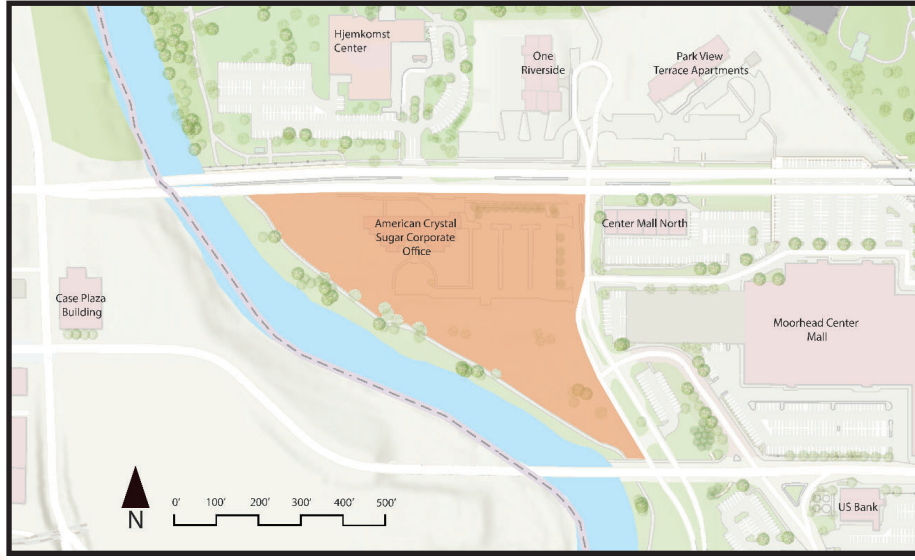 Hjemkomst
Center
One
Riverside
Park View
Terrace Apartments
American Crystal
Sugar Corporate
Office
Center Mall North
Case Plaza
Building
Moorhead Center
Mall
US Bank
N
0' 100' 200' 300' 400' 500'